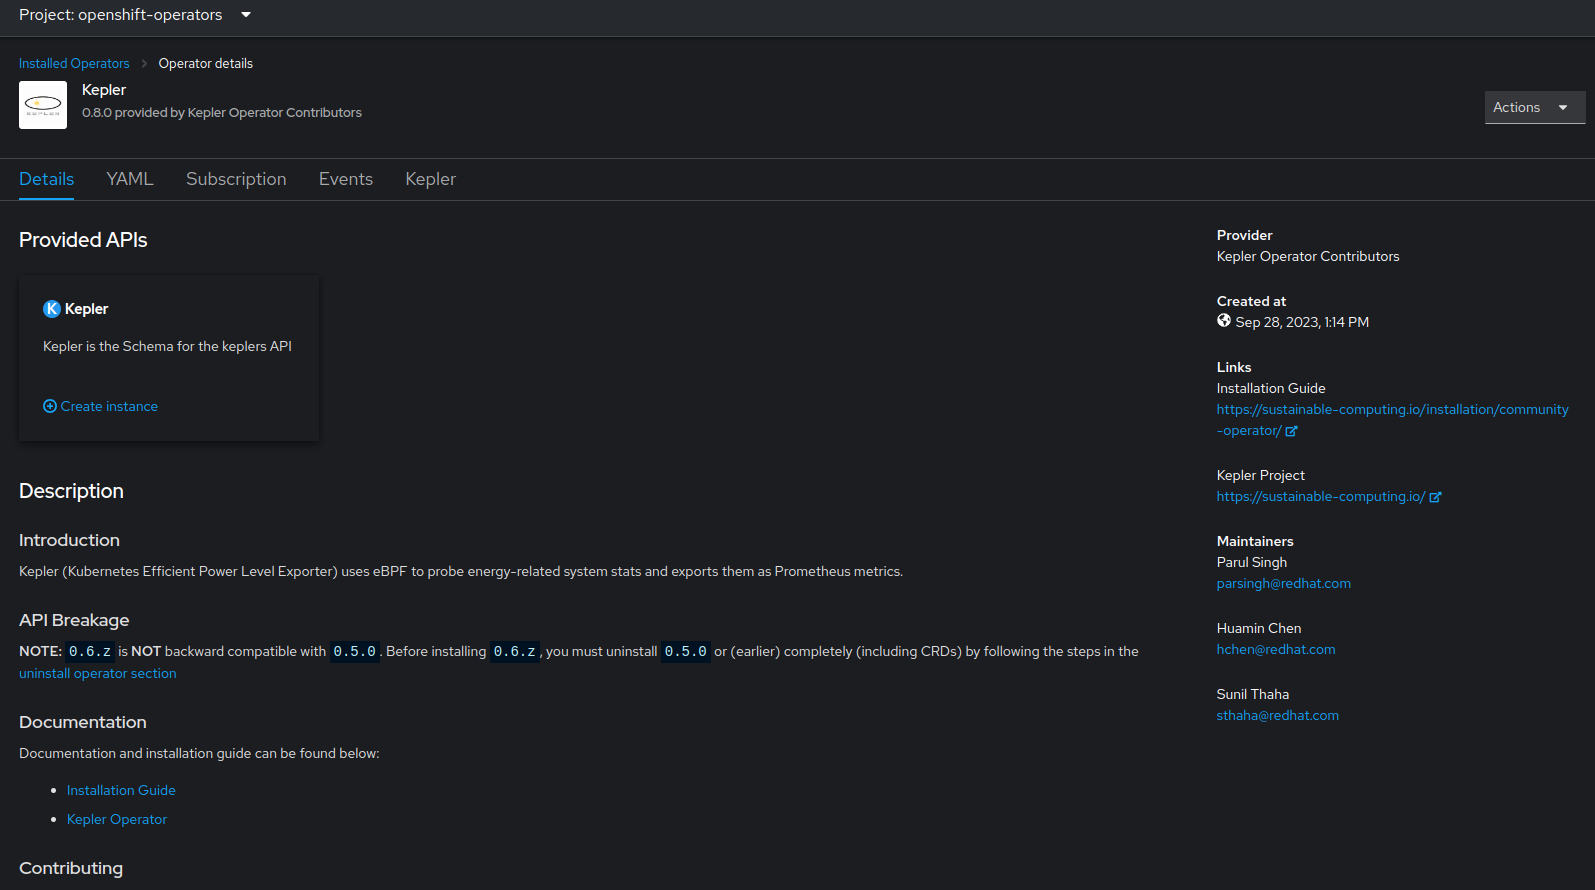 Project: openshift-operators
Installed Operators
Operator details
KEPLER
Kepler
0.8.0 provided by Kepler Operator Contributors
Actions
Details
YAML
Subscription
Events
Kepler
Provided APIs
K Kepler
Kepler is the Schema for the keplers API
Create instance
Description
Introduction
Kepler (Kubernetes Efficient Power Level Exporter) uses eBPF to probe energy-related system stats and exports them as Prometheus metrics.
API Breakage
NOTE: 0.6.z is NOT backward compatible with 0.5.0. Before installing 0.6.z, you must uninstall 0.5.0 or (earlier) completely (including CRDs) by following the steps in the
uninstall operator section
Documentation
Documentation and installation guide can be found below:
Installation Guide
Kepler Operator
Contributing
Provider
Kepler Operator Contributors
Created at
Sep 28, 2023, 1:14 PM
Links
Installation Guide
https://sustainable-computing.io/installation/community
-operator/
Kepler Project
https://sustainable-computing.io/
Maintainers
Parul Singh
parsingh@redhat.com
Huamin Chen
hchen@redhat.com
Sunil Thaha
sthaha@redhat.com